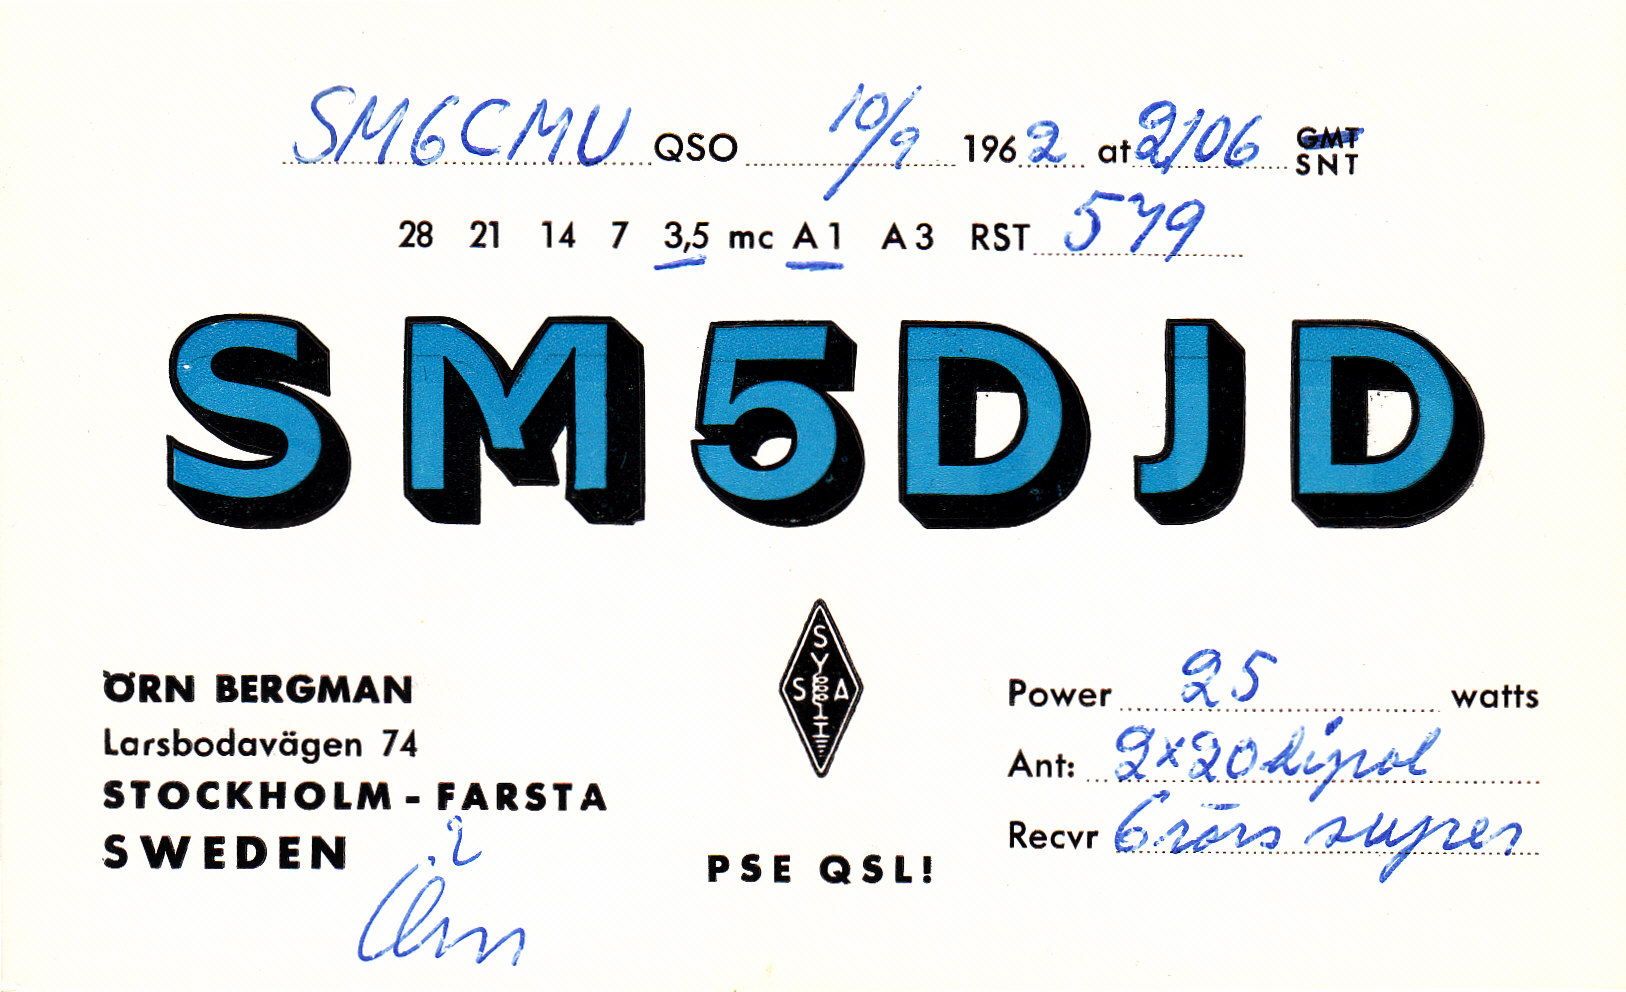 SM6CMU QSO 10/9 1962 at 2106 GMT
SNT
28 21 14 7 3,5 mc A1 A3 RST 579
SM5DJD
S
Y
S A
I
ÖRN BERGMAN
Larsbodavägen 74
STOCKHOLM - FARSTA
SWEDEN
Örn
PSE QSL!
Power 25 watts
Ant: 2x20 dipol
Recvr 6 rörs super